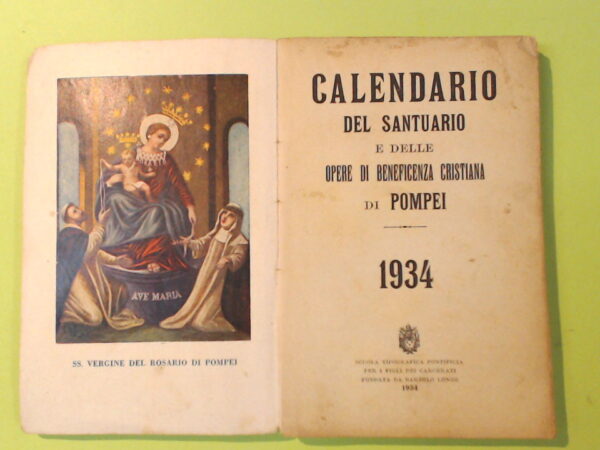 AVE MARIA
SS. VERGINE DEL ROSARIO DI POMPEI
CALENDARIO
DEL SANTUARIO
E DELLE
OPERE DI BENEFICENZA CRISTIANA
DI POMPEI
1934
SCUOLA TIPOGRAFICA PONTIFICIA
PER I FIGLI DEI CARCERATI
FONDATA DA BARTOLO LONGO
1934